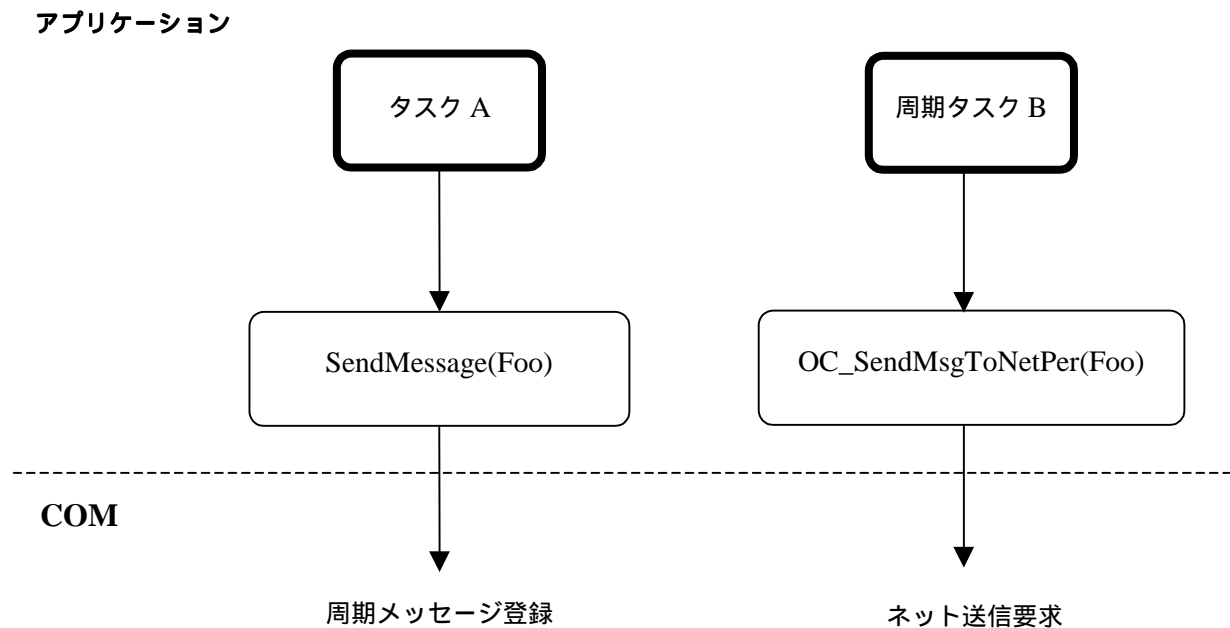 アプリケーション
タスク A
周期タスク B
SendMessage(Foo)
OC_SendMsgToNetPer(Foo)
COM
周期メッセージ登録
ネット送信要求